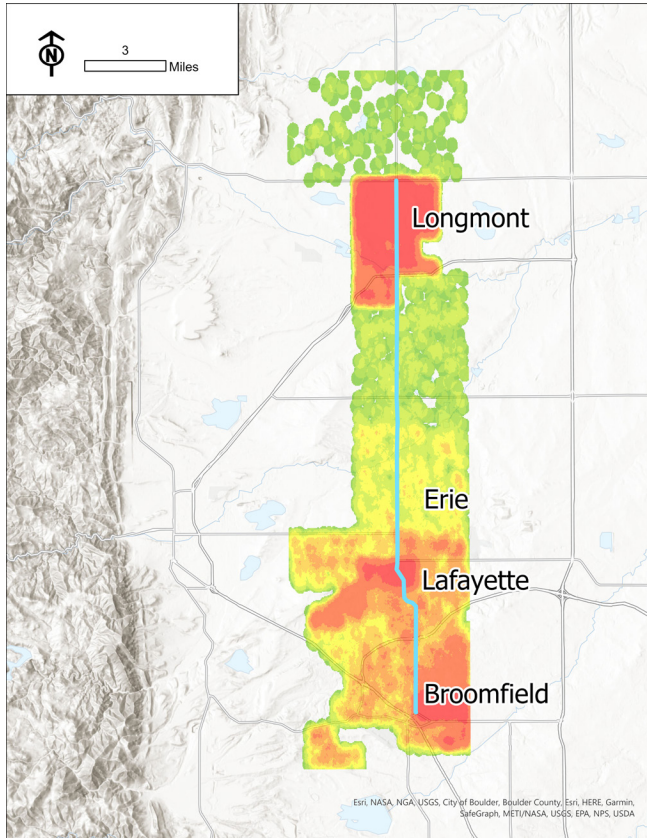 N
3
Miles
Longmont
Erie
Lafayette
Broomfield
Esri, NASA, NGA, USGS, City of Boulder, Boulder County, Esri, HERE, Garmin,
SafeGraph, METI/NASA, USGS, EPA, NPS, USDA